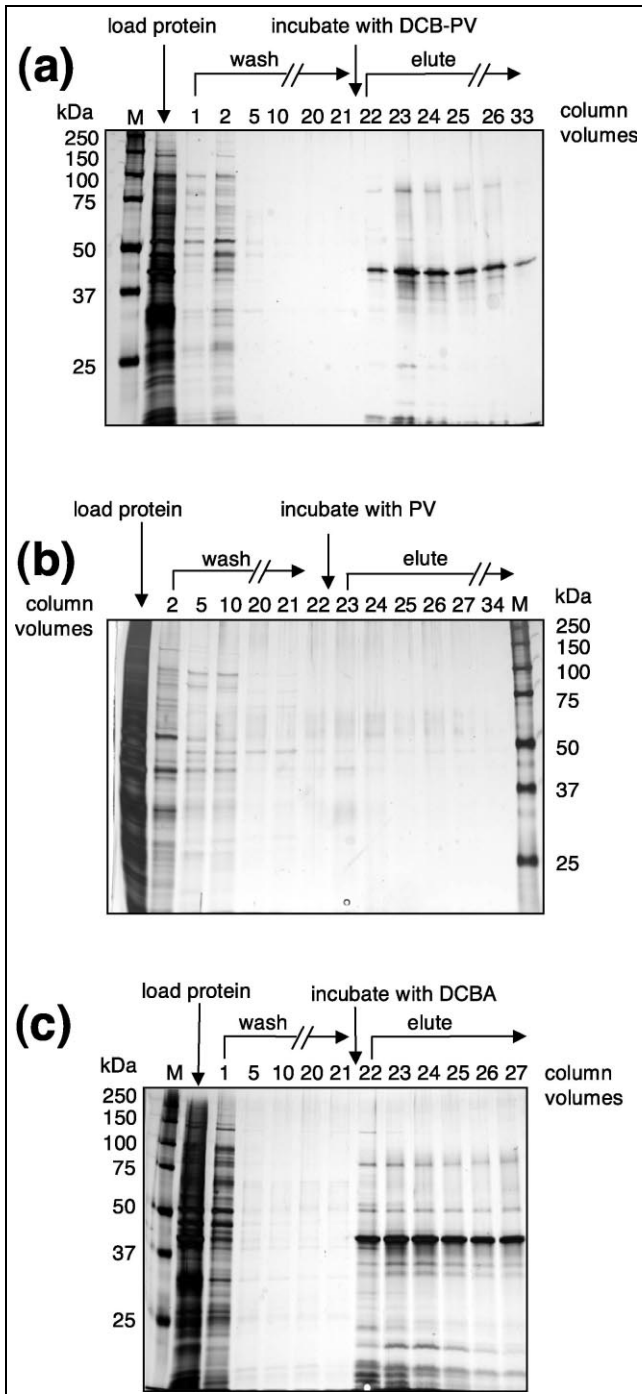 (a)
load protein
incubate with DCB-PV
wash
elute
kDa
M 1 2 5 10 20 21 22 23 24 25 26 33
column
volumes
250
150
100
75
50
37
25
(b)
load protein
incubate with PV
wash
elute
column
volumes
2 5 10 20 21 22 23 24 25 26 27 34 M
kDa
250
150
100
75
50
37
25
(c)
load protein
incubate with DCBA
wash
elute
kDa
M 1 5 10 20 21 22 23 24 25 26 27
column
volumes
250
150
100
75
50
37
25